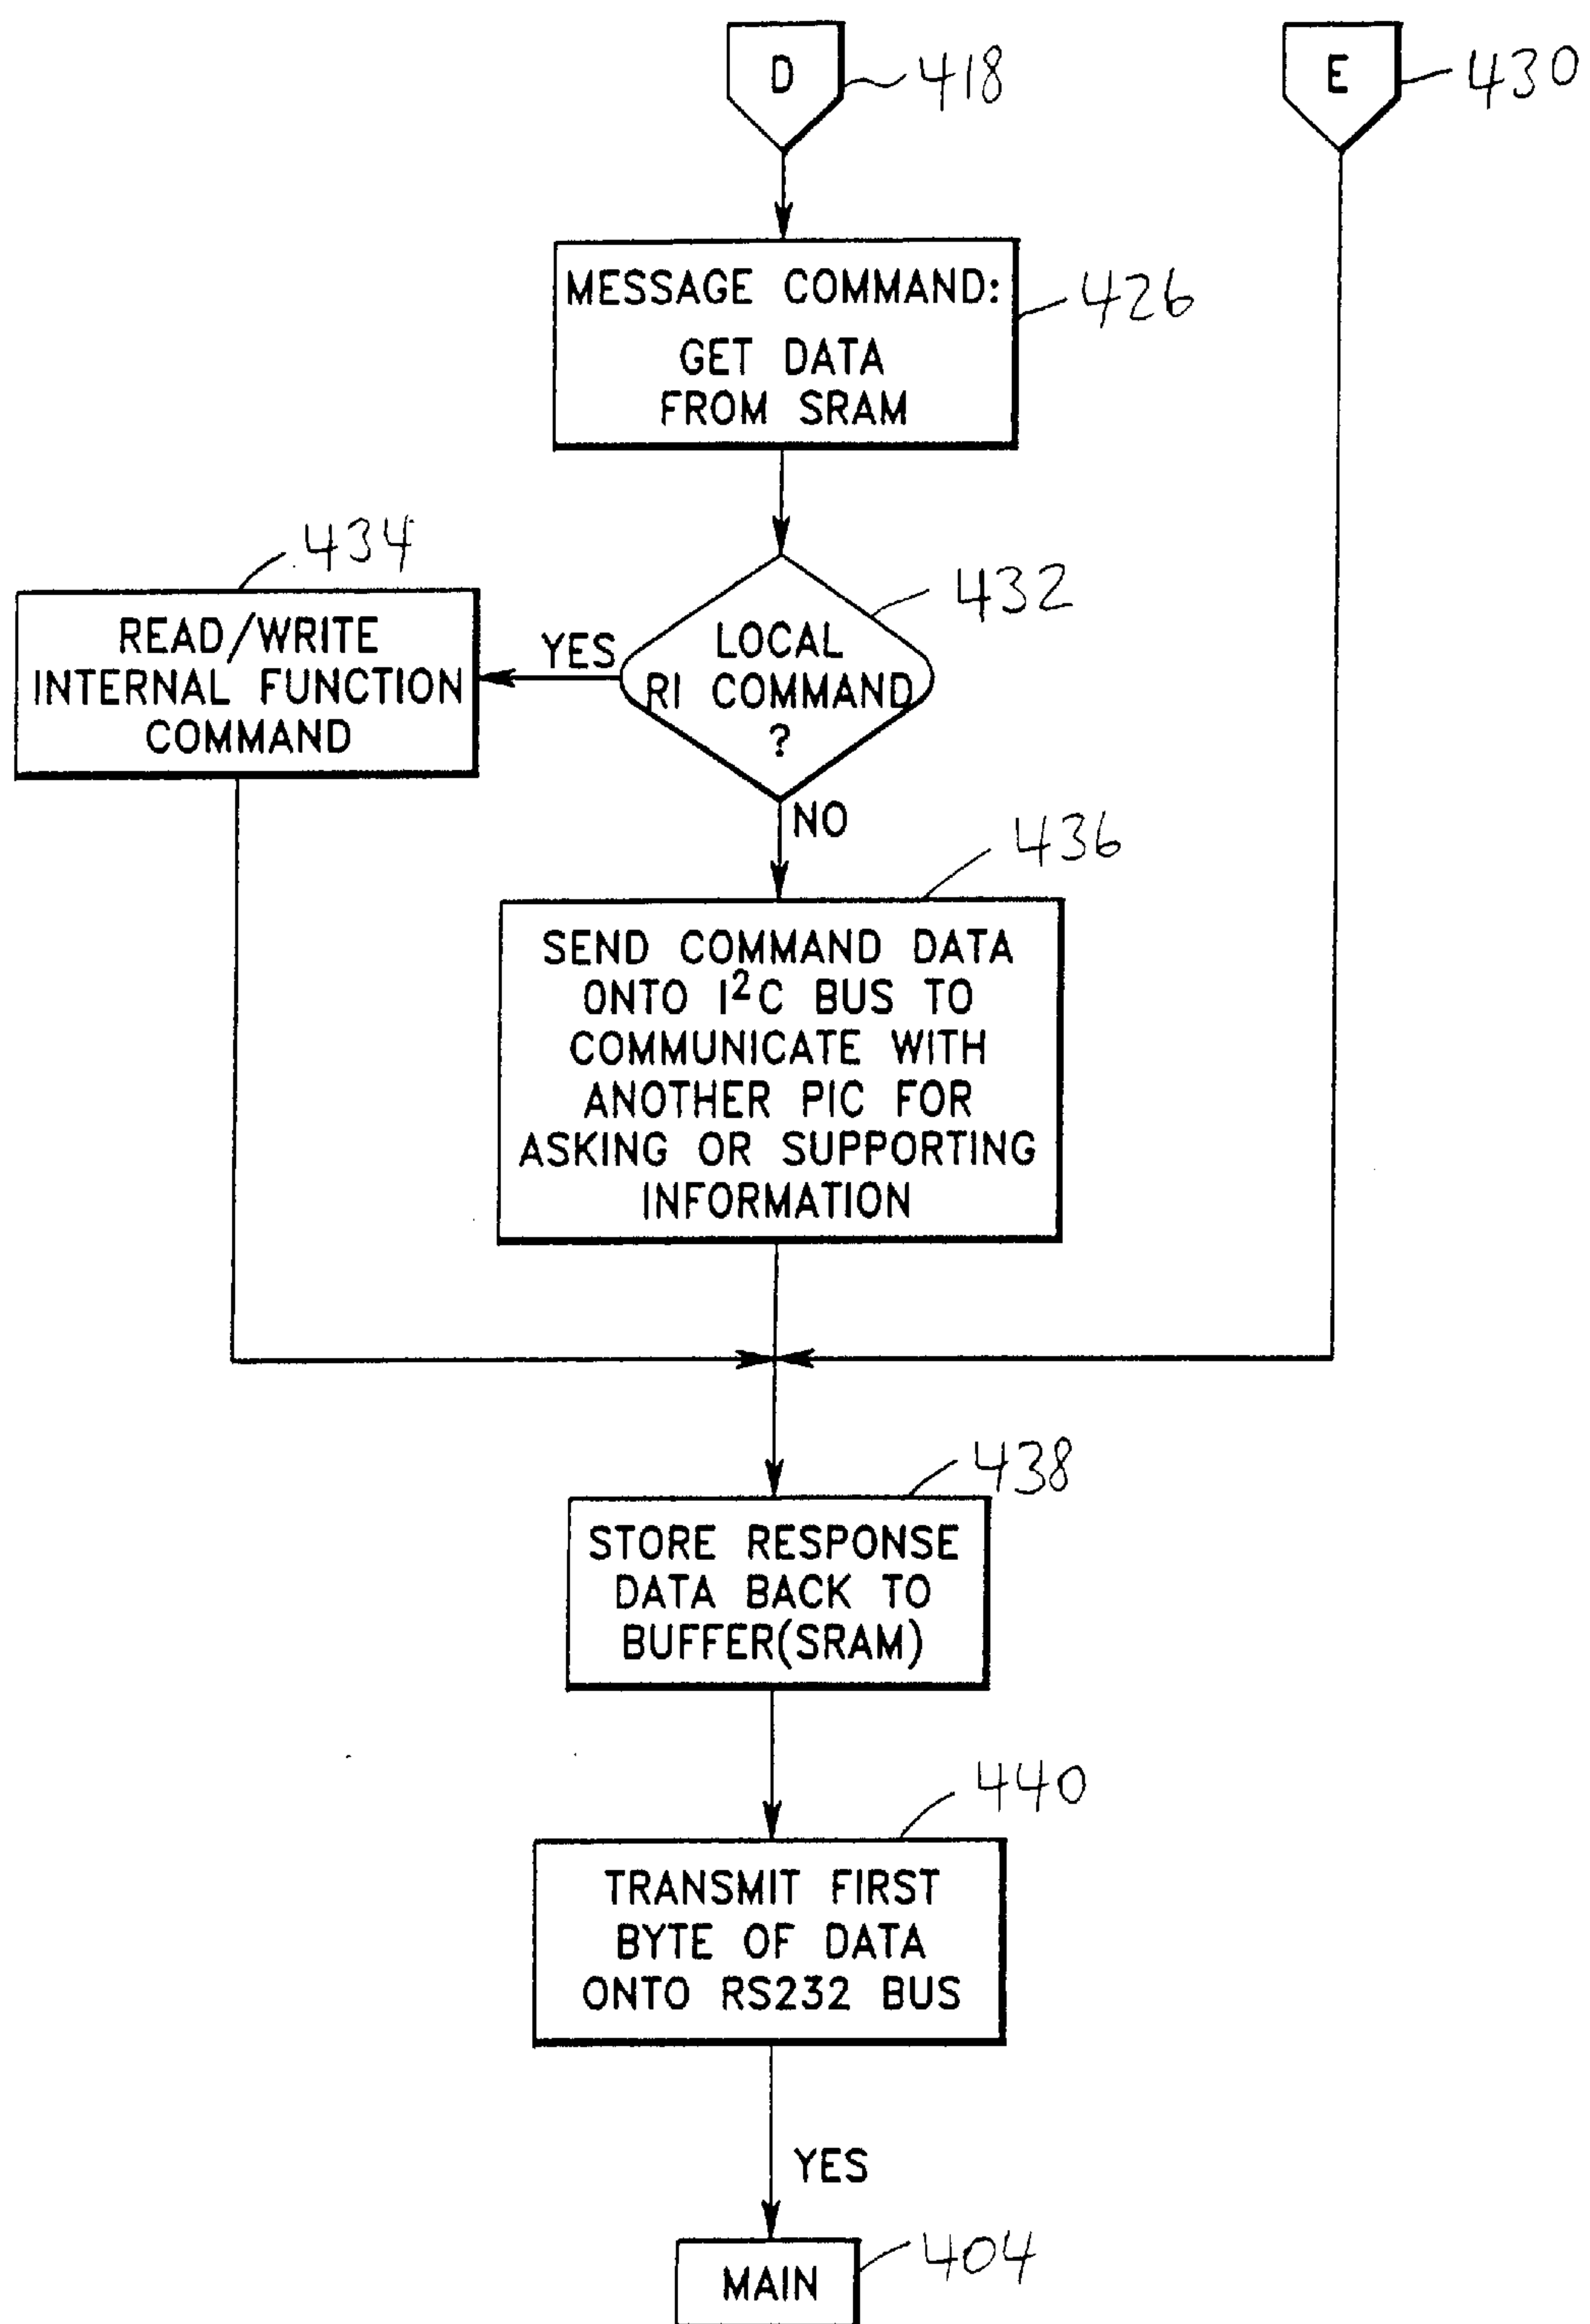 D
418
E
430
MESSAGE COMMAND:
GET DATA
FROM SRAM
426
434
READ/WRITE
INTERNAL FUNCTION
COMMAND
YES
432
LOCAL
RI COMMAND
?
NO
436
SEND COMMAND DATA
ONTO I²C BUS TO
COMMUNICATE WITH
ANOTHER PIC FOR
ASKING OR SUPPORTING
INFORMATION
438
STORE RESPONSE
DATA BACK TO
BUFFER(SRAM)
440
TRANSMIT FIRST
BYTE OF DATA
ONTO RS232 BUS
YES
404
MAIN